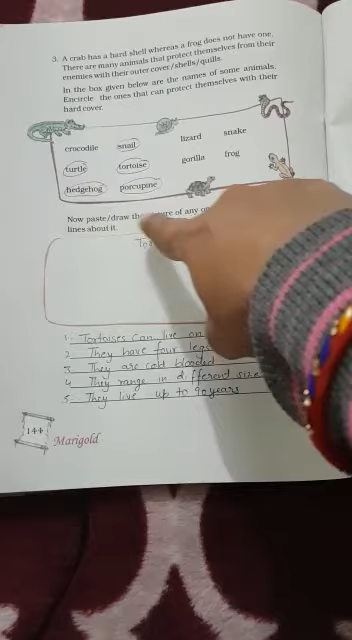 3. A crab has a hard shell whereas a frog does not have one.
There are many animals that protect themselves from their
enemies with their outer cover/shells/quills.
In the box given below are the names of some animals.
Encircle the ones that can protect themselves with their
hard cover.
crocodile snail lizard snake
turtle tortoise gorilla frog
hedgehog porcupine
Now paste/draw the of any
lines about it.
1. Tortoises can live on
2. They have four legs
3. They are cold blooded
4. They range in different size
5. They live up to 90 years
144
Marigold